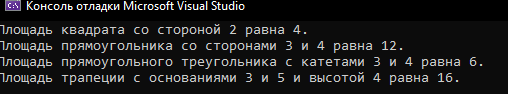 Консоль отладки Microsoft Visual Studio
Площадь квадрата со стороной 2 равна 4.
Площадь прямоугольника со сторонами 3 и 4 равна 12.
Площадь прямоугольного треугольника с катетами 3 и 4 равна 6.
Площадь трапеции с основаниями 3 и 5 и высотой 4 равна 16.